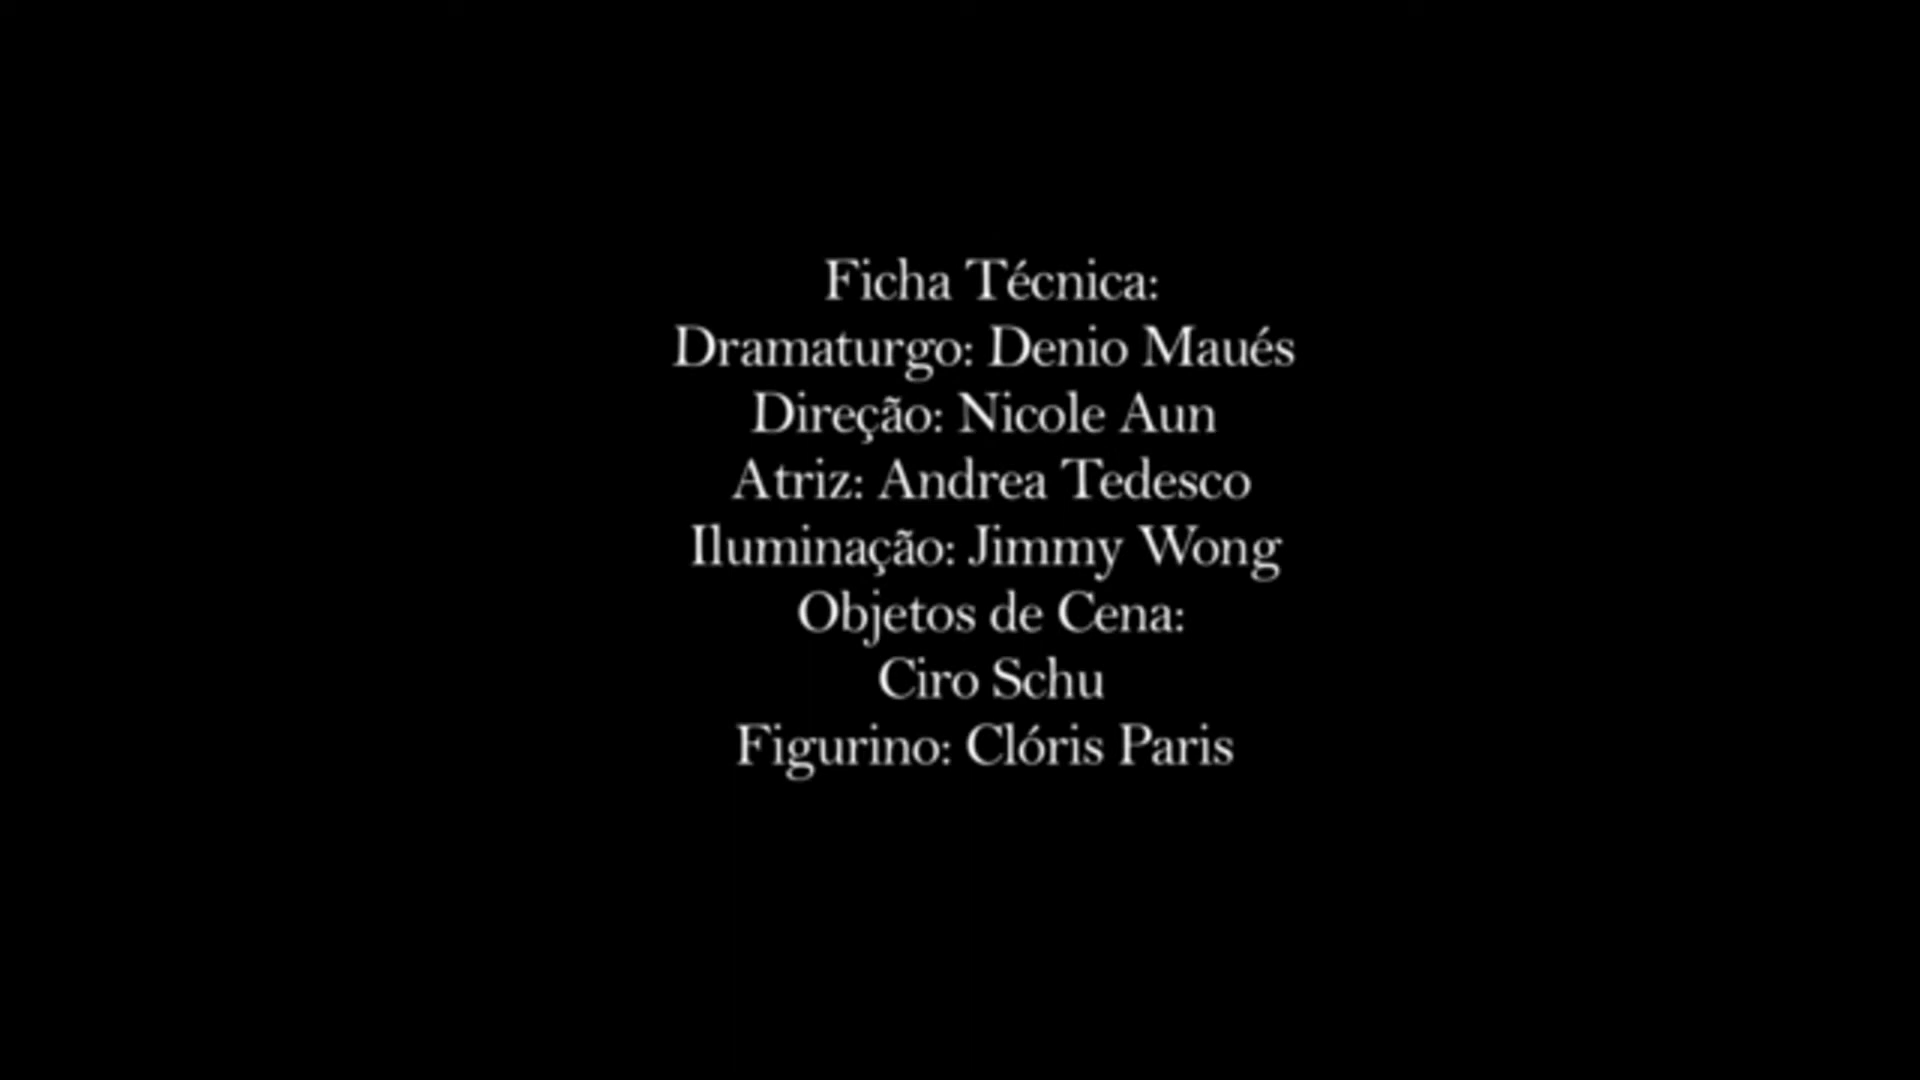 Ficha Técnica:
Dramaturgo: Denio Maués
Direção: Nicole Aun
Atriz: Andrea Tedesco
Iluminação: Jimmy Wong
Objetos de Cena:
Ciro Schu
Figurino: Clóris Paris